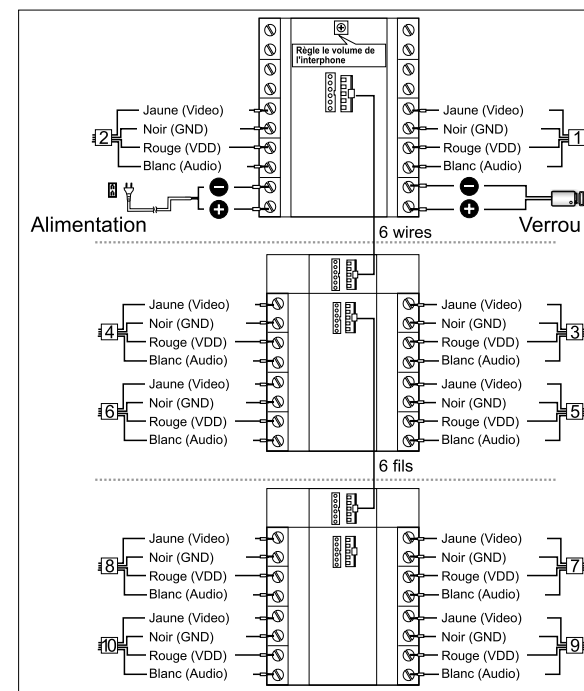 Règle le volume de
l'interphone
Jaune (Video)
Noir (GND)
Rouge (VDD)
Blanc (Audio)
2
Jaune (Video)
Noir (GND)
Rouge (VDD)
Blanc (Audio)
1
Alimentation
Verrou
6 wires
Jaune (Video)
Noir (GND)
Rouge (VDD)
Blanc (Audio)
4
Jaune (Video)
Noir (GND)
Rouge (VDD)
Blanc (Audio)
3
Jaune (Video)
Noir (GND)
Rouge (VDD)
Blanc (Audio)
6
Jaune (Video)
Noir (GND)
Rouge (VDD)
Blanc (Audio)
5
6 fils
Jaune (Video)
Noir (GND)
Rouge (VDD)
Blanc (Audio)
8
Jaune (Video)
Noir (GND)
Rouge (VDD)
Blanc (Audio)
7
Jaune (Video)
Noir (GND)
Rouge (VDD)
Blanc (Audio)
10
Jaune (Video)
Noir (GND)
Rouge (VDD)
Blanc (Audio)
9